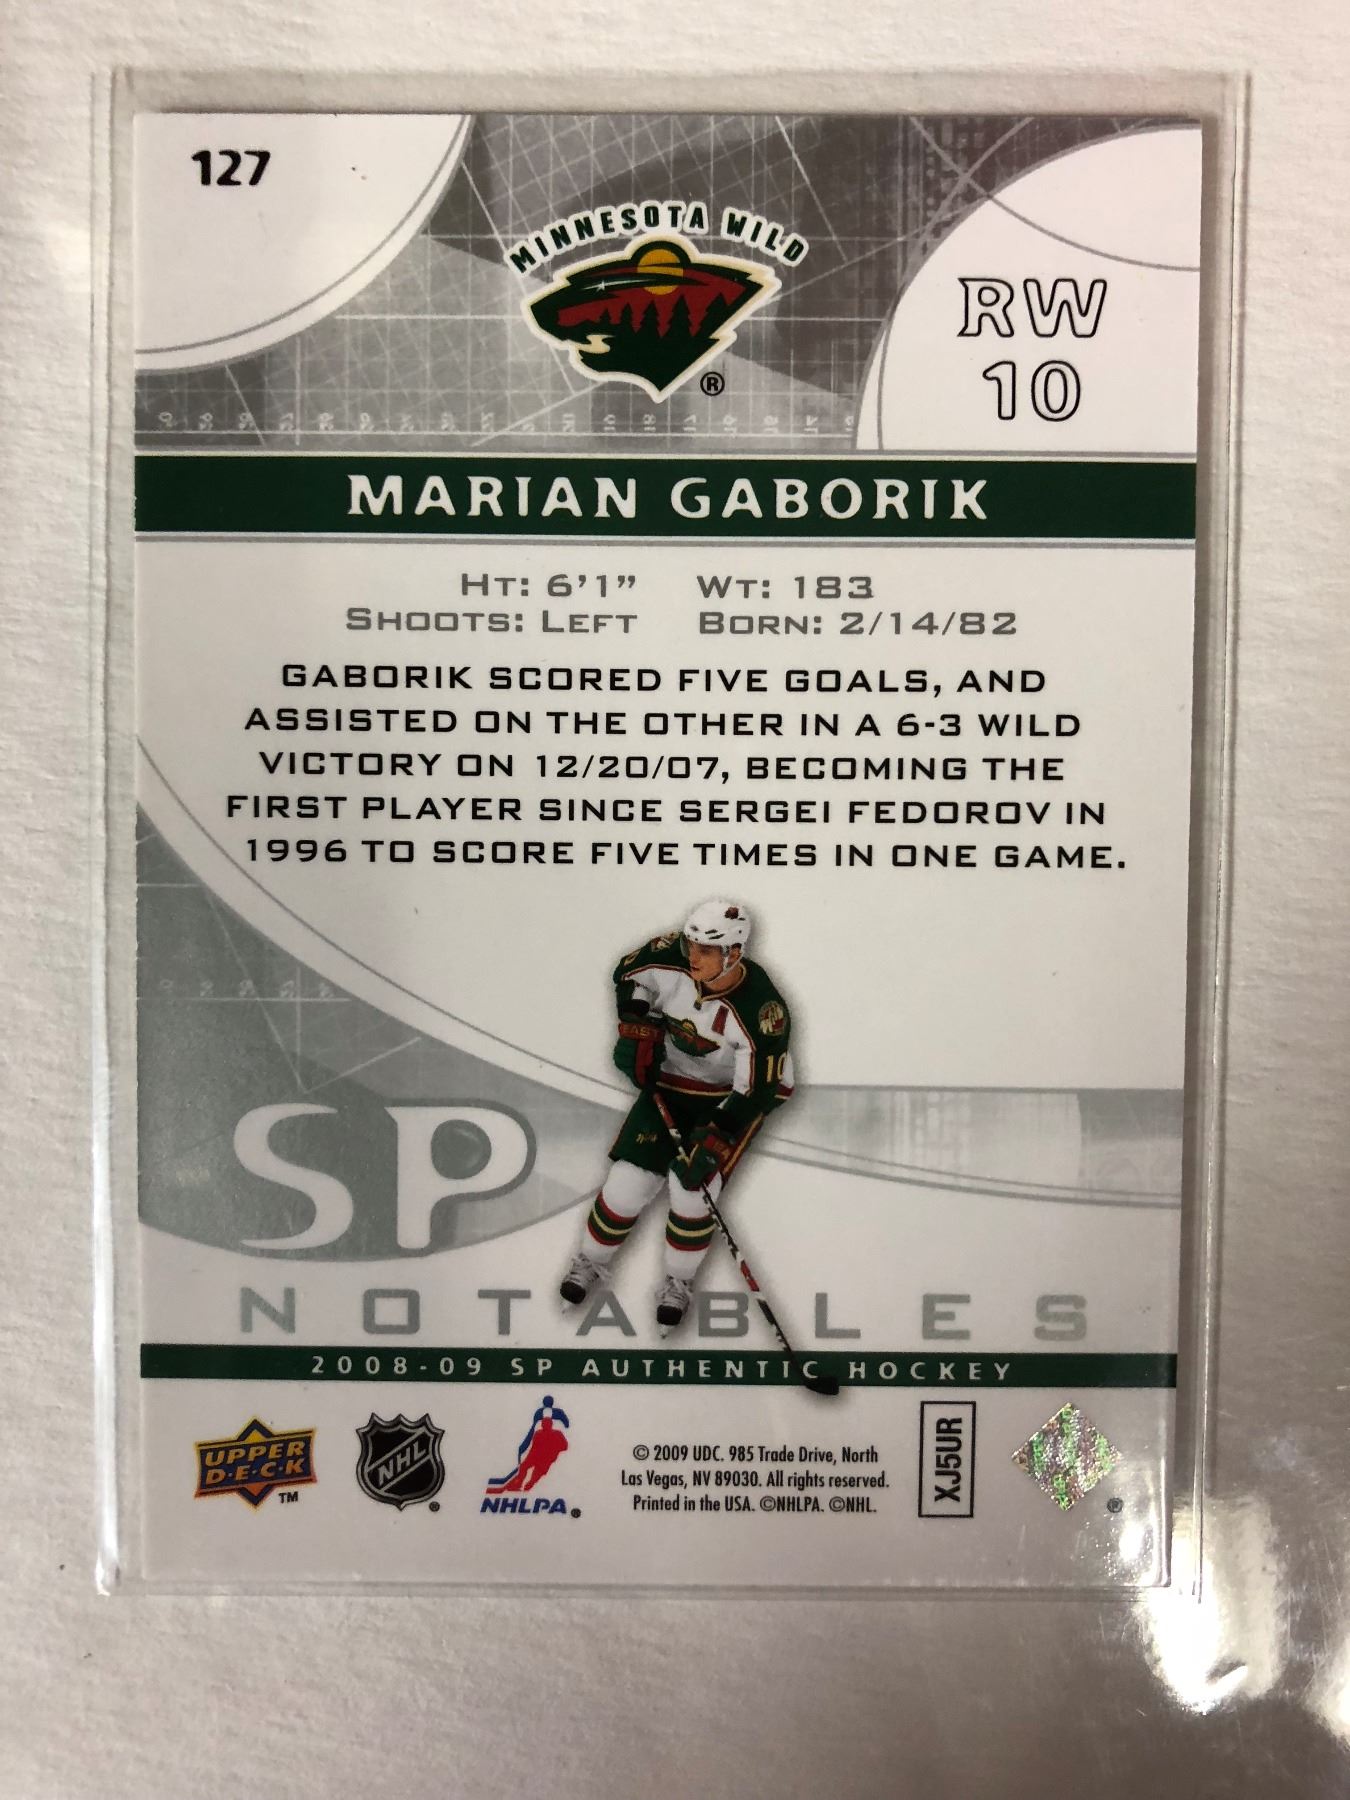 127
MINNESOTA WILD
®
RW
10
MARIAN GABORIK
HT: 6'1" WT: 183
SHOOTS: LEFT BORN: 2/14/82
GABORIK SCORED FIVE GOALS, AND
ASSISTED ON THE OTHER IN A 6-3 WILD
VICTORY ON 12/20/07, BECOMING THE
FIRST PLAYER SINCE SERGEI FEDOROV IN
1996 TO SCORE FIVE TIMES IN ONE GAME.
10
SP
NOTABLES
2008-09 SP AUTHENTIC HOCKEY
UPPER
D·E·C·K
TM
NHL
®
NHLPA®
© 2009 UDC. 985 Trade Drive, North
Las Vegas, NV 89030. All rights reserved.
Printed in the USA. ©NHLPA. ©NHL.
XJ5UR
®